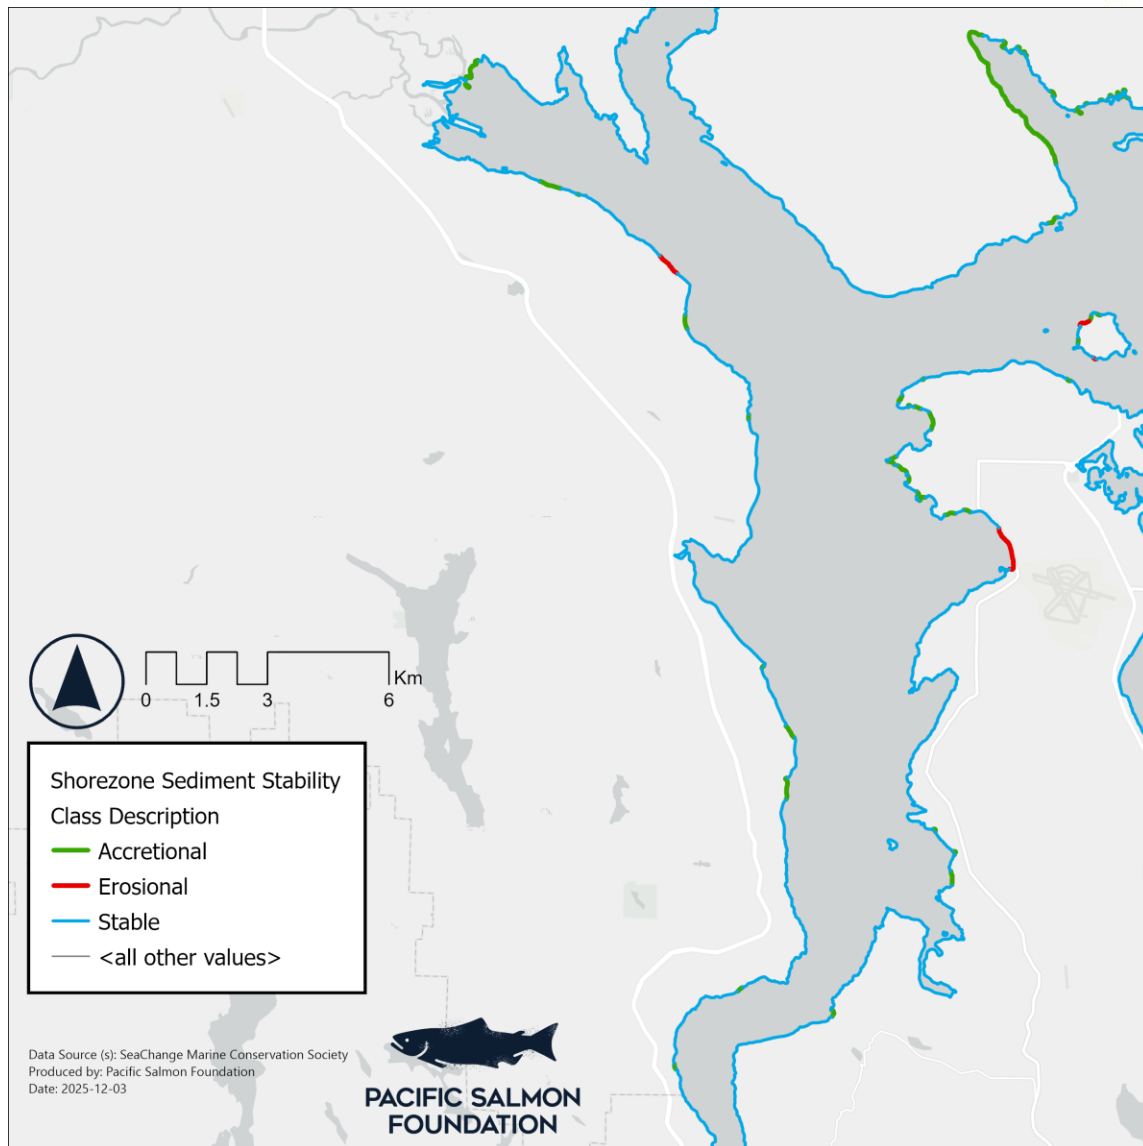 Km
0 1.5 3 6
Shorezone Sediment Stability
Class Description
Accretional
Erosional
Stable
<all other values>
Data Source (s): SeaChange Marine Conservation Society
Produced by: Pacific Salmon Foundation
Date: 2025-12-03
PACIFIC SALMON
FOUNDATION